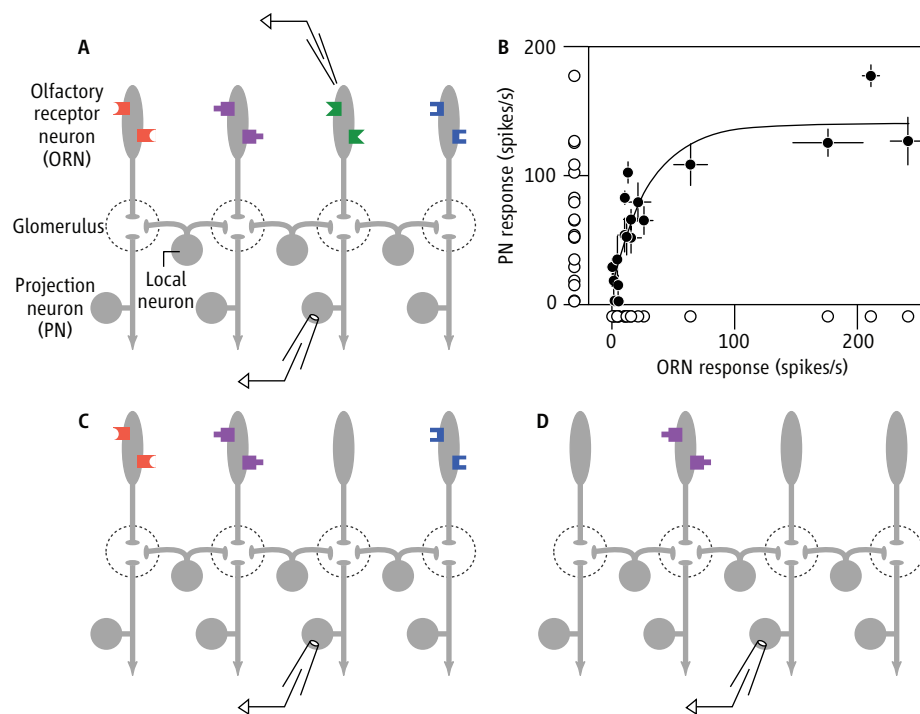 A
Olfactory
receptor
neuron
(ORN)
Glomerulus
Local
neuron
Projection
neuron
(PN)
B
200
100
0
PN response (spikes/s)
0 100 200
ORN response (spikes/s)
C
D